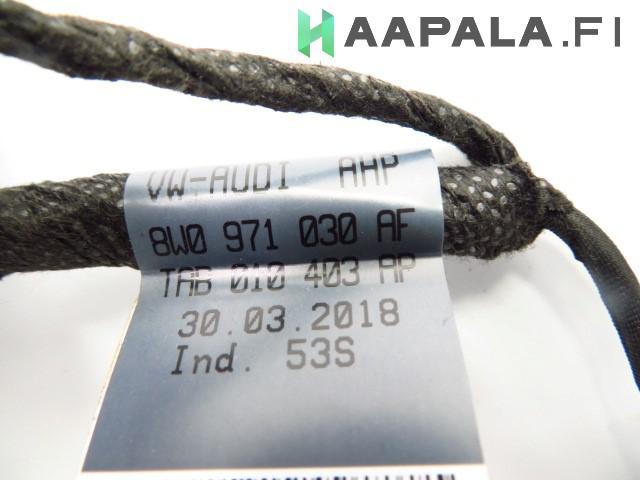 HAAPALA.FI
VW-AUDI AHP
8W0 971 030 AF
TAB 010 403 AP
30.03.2018
Ind. 53S